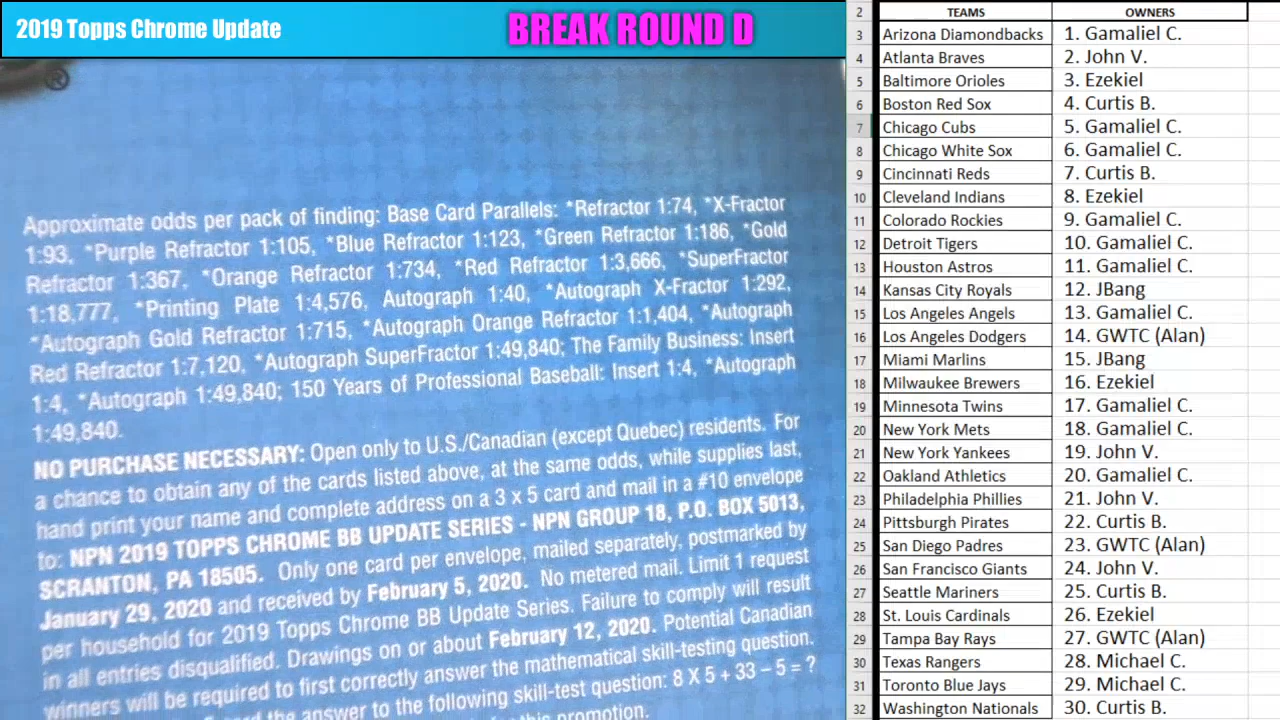 2019 Topps Chrome Update
BREAK ROUND D
®
Approximate odds per pack of finding: Base Card Parallels: *Refractor 1:74, *X-Fractor
1:93, *Purple Refractor 1:105, *Blue Refractor 1:123, *Green Refractor 1:186, *Gold
Refractor 1:367, *Orange Refractor 1:734, *Red Refractor 1:3,666, *SuperFractor
1:18,777, *Printing Plate 1:4,576, Autograph 1:40, *Autograph X-Fractor 1:292,
*Autograph Gold Refractor 1:715, *Autograph Orange Refractor 1:1,404, *Autograph
Red Refractor 1:7,120, *Autograph SuperFractor 1:49,840; The Family Business: Insert
1:4, *Autograph 1:49,840; 150 Years of Professional Baseball: Insert 1:4, *Autograph
1:49,840.
NO PURCHASE NECESSARY: Open only to U.S./Canadian (except Quebec) residents. For
a chance to obtain any of the cards listed above, at the same odds, while supplies last,
hand print your name and complete address on a 3 x 5 card and mail in a #10 envelope
to: NPN 2019 TOPPS CHROME BB UPDATE SERIES - NPN GROUP 18, P.O. BOX 5013,
SCRANTON, PA 18505. Only one card per envelope, mailed separately, postmarked by
January 29, 2020 and received by February 5, 2020. No metered mail. Limit 1 request
per household for 2019 Topps Chrome BB Update Series. Failure to comply will result
in all entries disqualified. Drawings on or about February 12, 2020. Potential Canadian
winners will be required to first correctly answer the mathematical skill-testing question.
the answer to the following skill-test question: 8 X 5 + 33 – 5 = ?
this promotion.
2 TEAMS OWNERS
3 Arizona Diamondbacks 1. Gamaliel C.
4 Atlanta Braves 2. John V.
5 Baltimore Orioles 3. Ezekiel
6 Boston Red Sox 4. Curtis B.
7 Chicago Cubs 5. Gamaliel C.
8 Chicago White Sox 6. Gamaliel C.
9 Cincinnati Reds 7. Curtis B.
10 Cleveland Indians 8. Ezekiel
11 Colorado Rockies 9. Gamaliel C.
12 Detroit Tigers 10. Gamaliel C.
13 Houston Astros 11. Gamaliel C.
14 Kansas City Royals 12. JBang
15 Los Angeles Angels 13. Gamaliel C.
16 Los Angeles Dodgers 14. GWTC (Alan)
17 Miami Marlins 15. JBang
18 Milwaukee Brewers 16. Ezekiel
19 Minnesota Twins 17. Gamaliel C.
20 New York Mets 18. Gamaliel C.
21 New York Yankees 19. John V.
22 Oakland Athletics 20. Gamaliel C.
23 Philadelphia Phillies 21. John V.
24 Pittsburgh Pirates 22. Curtis B.
25 San Diego Padres 23. GWTC (Alan)
26 San Francisco Giants 24. John V.
27 Seattle Mariners 25. Curtis B.
28 St. Louis Cardinals 26. Ezekiel
29 Tampa Bay Rays 27. GWTC (Alan)
30 Texas Rangers 28. Michael C.
31 Toronto Blue Jays 29. Michael C.
32 Washington Nationals 30. Curtis B.